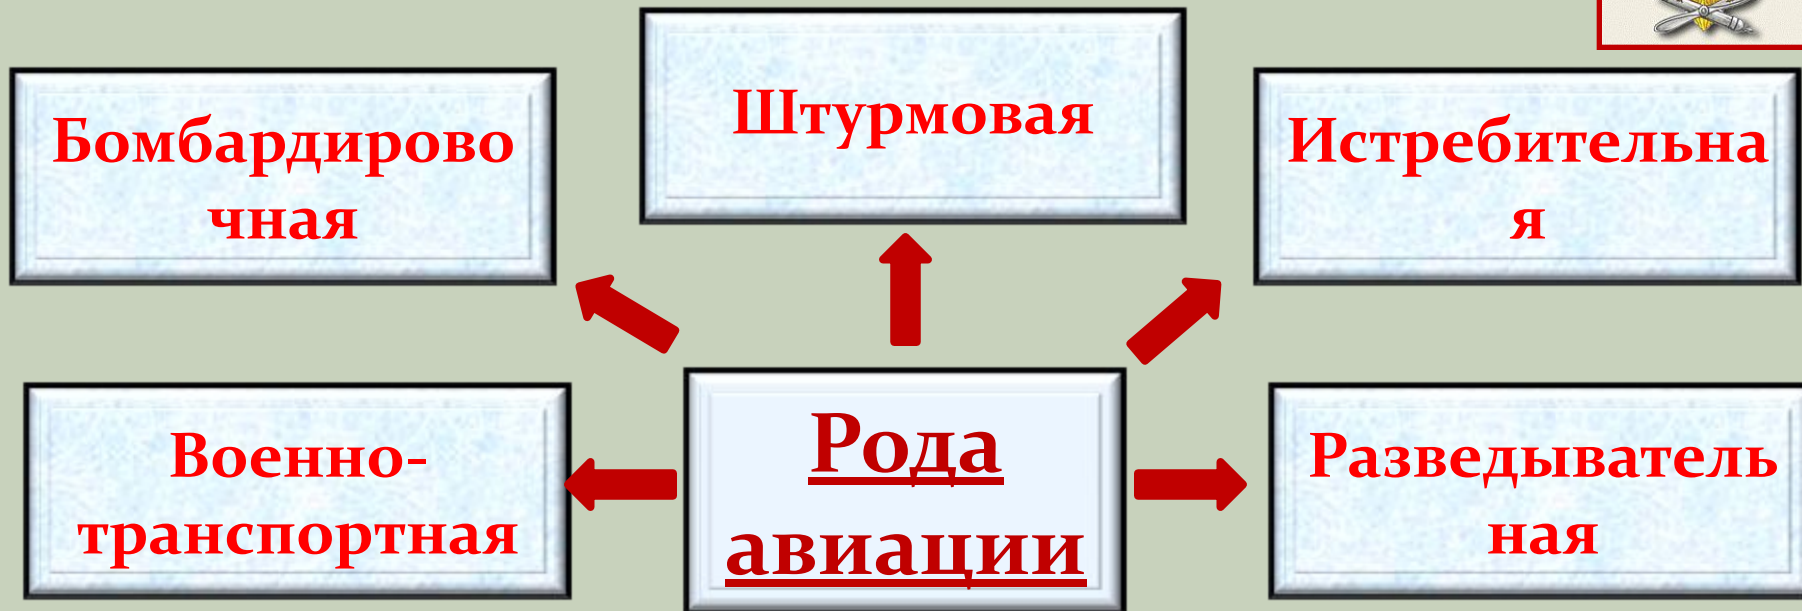 Штурмовая
Бомбардирово
чная
Истребительна
я
Военно-
транспортная
Рода
авиации
Разведыватель
ная